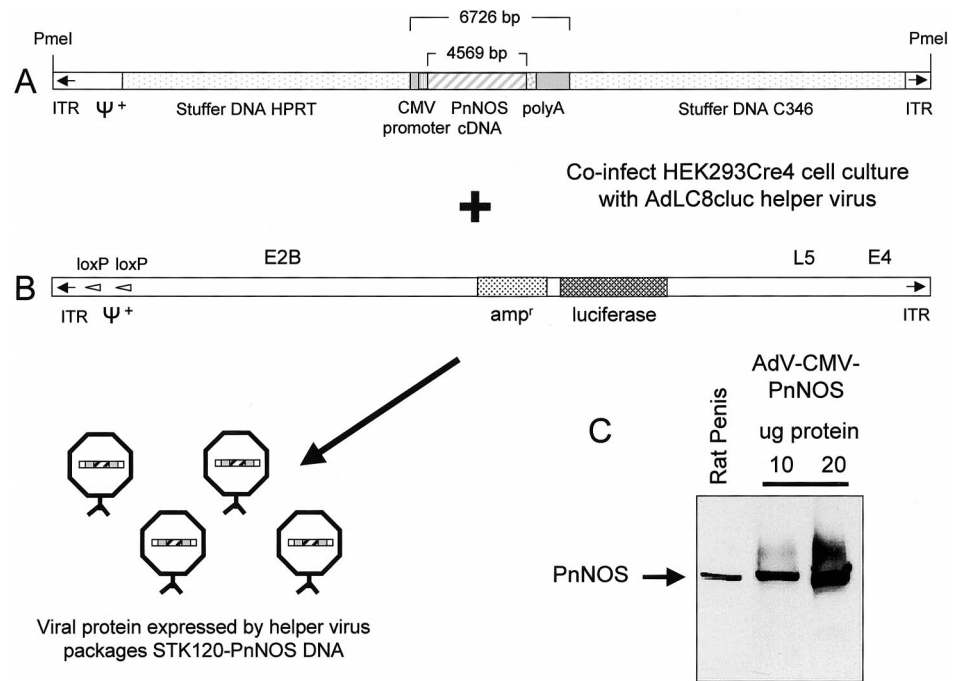 6726 bp
PmeI
PmeI
4569 bp
A
ITR
Ψ+
Stuffer DNA HPRT
CMV
promoter
PnNOS
cDNA
polyA
Stuffer DNA C346
ITR
Co-infect HEK293Cre4 cell culture
with AdLC8cluc helper virus
+
loxP loxP
E2B
L5
E4
B
ITR
Ψ+
ampʳ
luciferase
ITR
C
Rat Penis
AdV-CMV-
PnNOS
ug protein
10 20
PnNOS
Viral protein expressed by helper virus
packages STK120-PnNOS DNA